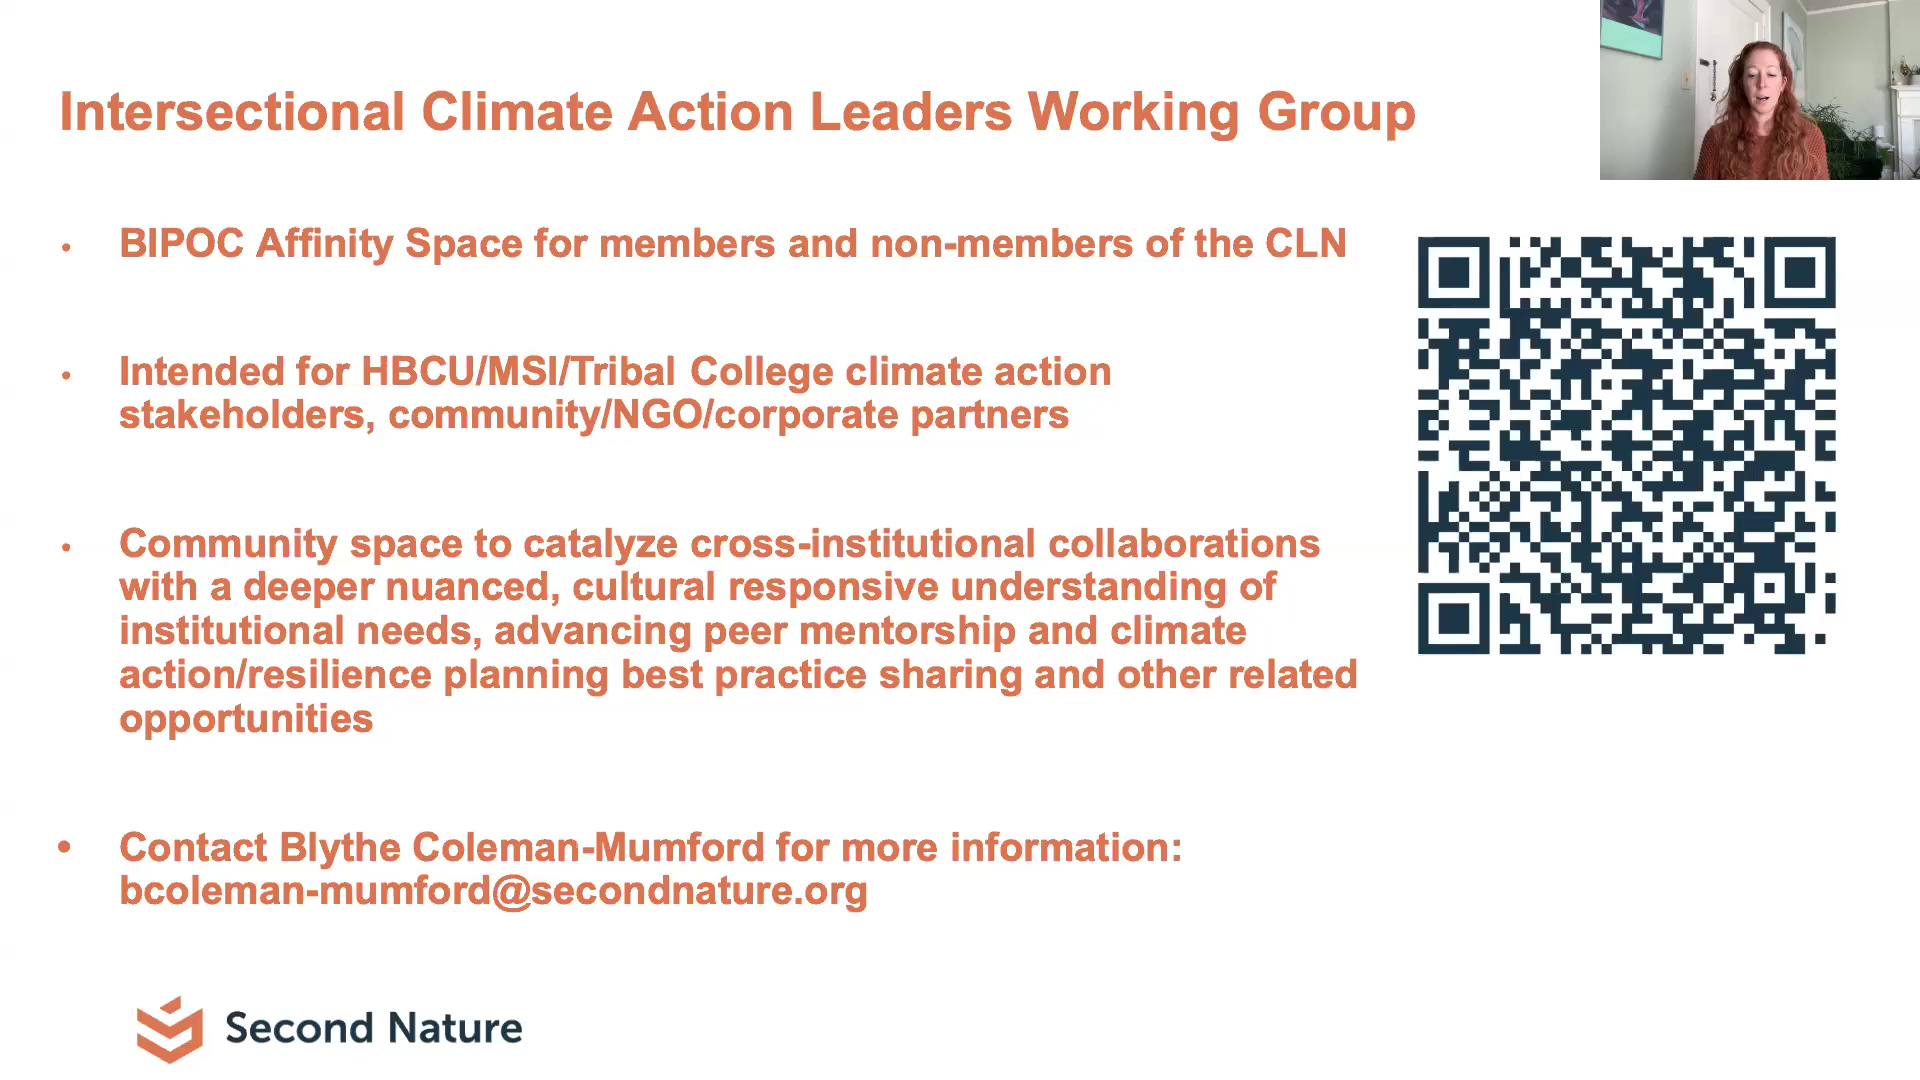 Intersectional Climate Action Leaders Working Group
• BIPOC Affinity Space for members and non-members of the CLN
• Intended for HBCU/MSI/Tribal College climate action
stakeholders, community/NGO/corporate partners
• Community space to catalyze cross-institutional collaborations
with a deeper nuanced, cultural responsive understanding of
institutional needs, advancing peer mentorship and climate
action/resilience planning best practice sharing and other related
opportunities
• Contact Blythe Coleman-Mumford for more information:
bcoleman-mumford@secondnature.org
Second Nature